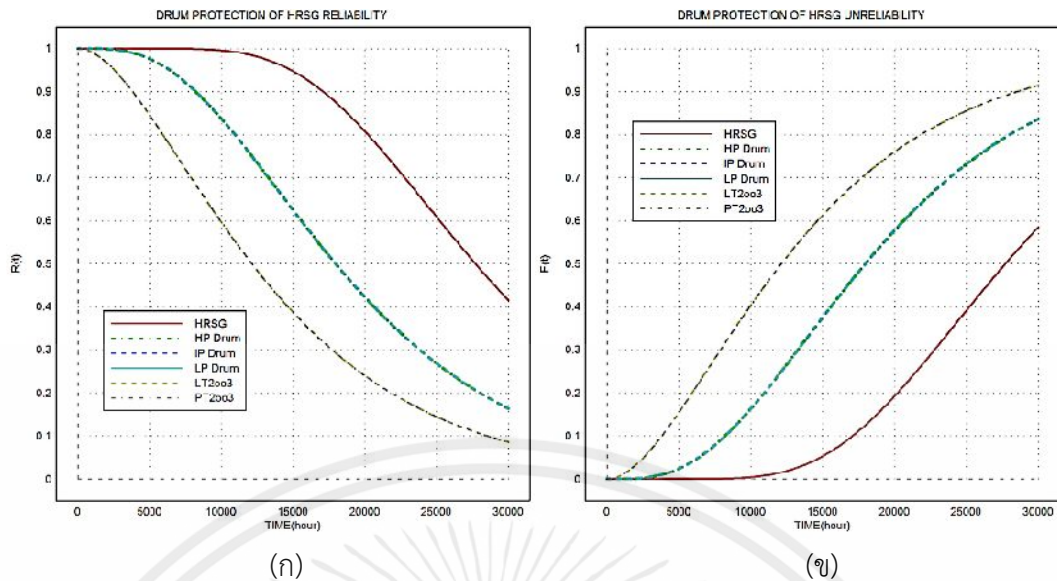 DRUM PROTECTION OF HRSG RELIABILITY
1
0.9
0.8
0.7
0.6
0.5
0.4
0.3
0.2
0.1
0
R(t)
HRSG
HP Drum
IP Drum
LP Drum
LT2oo3
PT2oo3
0 5000 10000 15000 20000 25000 30000
TIME(hour)
(ก)
DRUM PROTECTION OF HRSG UNRELIABILITY
1
0.9
0.8
0.7
0.6
0.5
0.4
0.3
0.2
0.1
0
F(t)
HRSG
HP Drum
IP Drum
LP Drum
LT2oo3
PT2oo3
0 5000 10000 15000 20000 25000 30000
TIME(hour)
(ข)